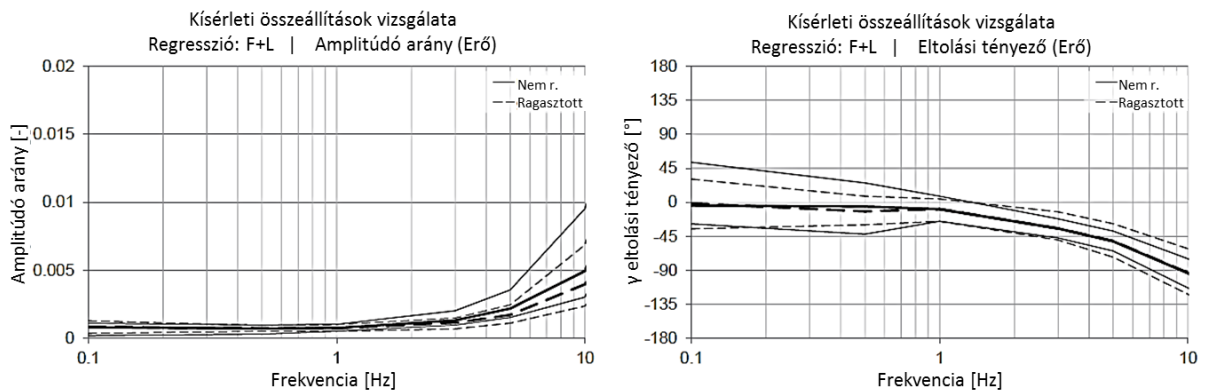 Kísérleti összeállítások vizsgálata
Regresszió: F+L | Amplitúdó arány (Erő)
0.02
0.015
0.01
0.005
0
Amplitúdó arány [-]
Nem r.
Ragasztott
0.1
1
10
Frekvencia [Hz]
Kísérleti összeállítások vizsgálata
Regresszió: F+L | Eltolási tényező (Erő)
180
135
90
45
0
-45
-90
-135
-180
γ eltolási tényező [°]
Nem r.
Ragasztott
0.1
1
10
Frekvencia [Hz]